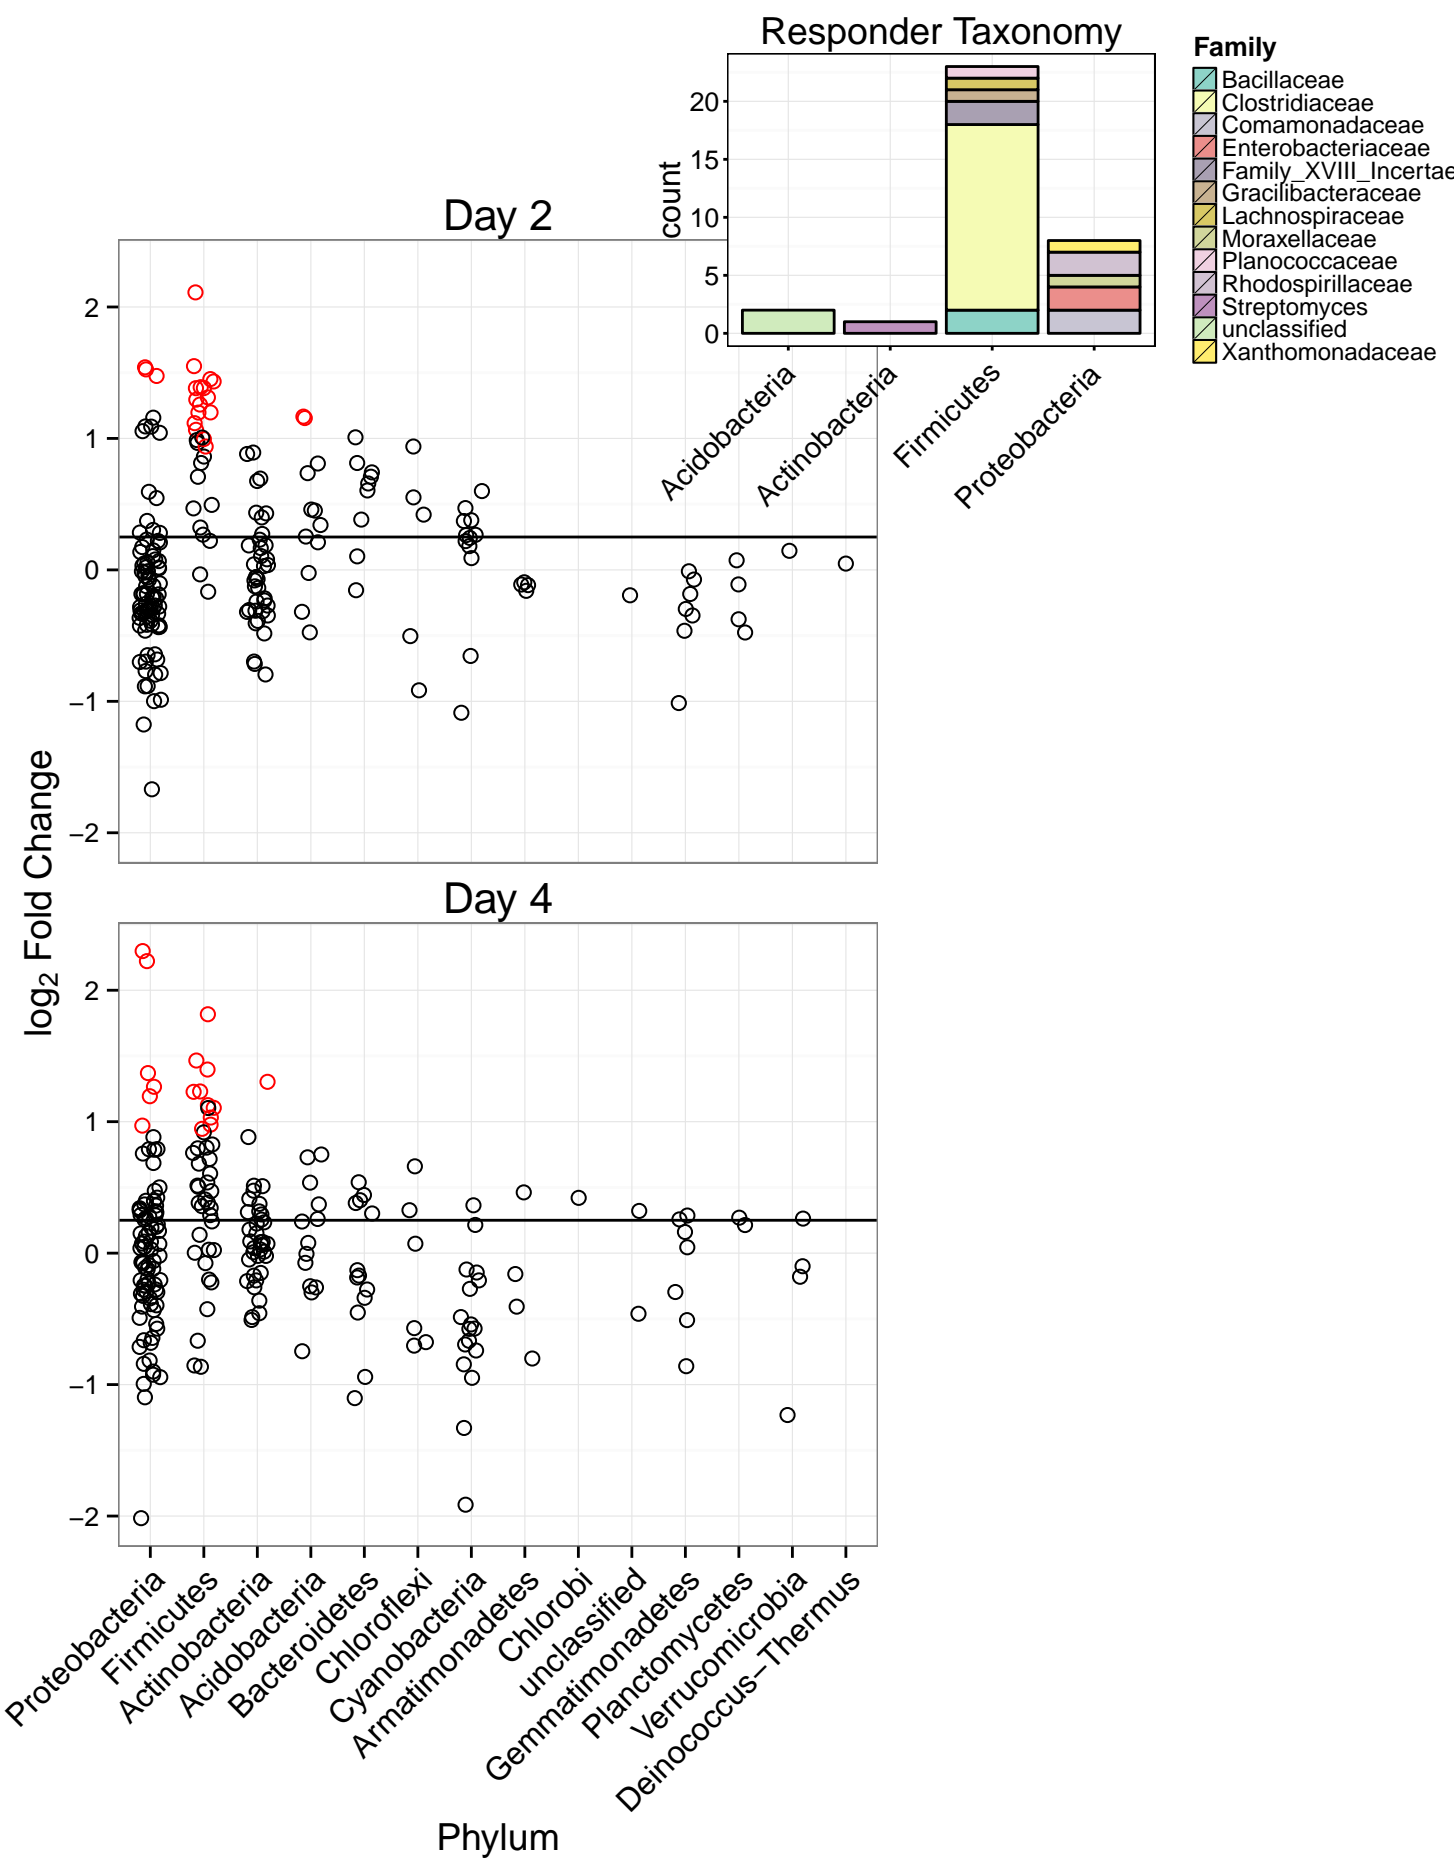 Responder Taxonomy
count
20
15
10
5
0
Acidobacteria
Actinobacteria
Firmicutes
Proteobacteria
Family
Bacillaceae
Clostridiaceae
Comamonadaceae
Enterobacteriaceae
Family_XVIII_Incertae
Gracilibacteraceae
Lachnospiraceae
Moraxellaceae
Planococcaceae
Rhodospirillaceae
Streptomyces
unclassified
Xanthomonadaceae
Day 2
2
1
0
−1
−2
log2 Fold Change
Day 4
2
1
0
−1
−2
Proteobacteria
Firmicutes
Actinobacteria
Acidobacteria
Bacteroidetes
Chloroflexi
Cyanobacteria
Armatimonadetes
Chlorobi
unclassified
Gemmatimonadetes
Planctomycetes
Verrucomicrobia
Deinococcus−Thermus
Phylum